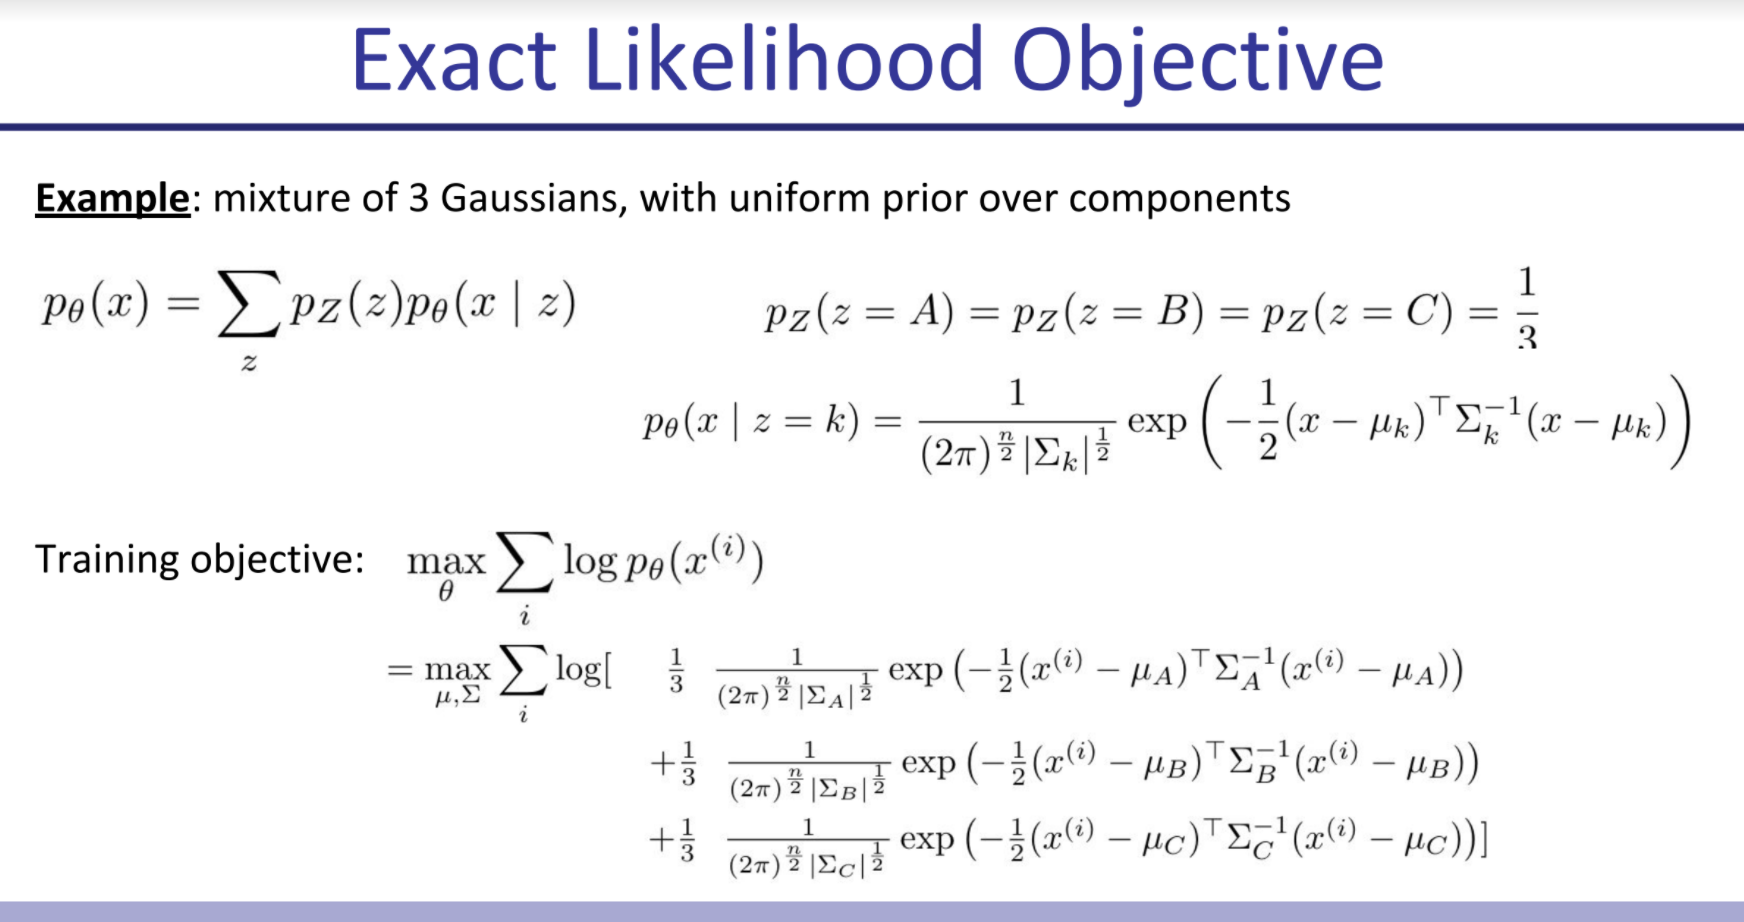 Exact Likelihood Objective
Example: mixture of 3 Gaussians, with uniform prior over components
$p_\theta(x) = \sum_z p_Z(z) p_\theta(x \mid z)$
$p_Z(z = A) = p_Z(z = B) = p_Z(z = C) = \frac{1}{3}$
$p_\theta(x \mid z = k) = \frac{1}{(2\pi)^{\frac{n}{2}} |\Sigma_k|^{\frac{1}{2}}} \exp\left(-\frac{1}{2}(x - \mu_k)^\top \Sigma_k^{-1}(x - \mu_k)\right)$
Training objective: $\max_\theta \sum_i \log p_\theta(x^{(i)})$
$= \max_{\mu,\Sigma} \sum_i \log[ \frac{1}{3} \frac{1}{(2\pi)^{\frac{n}{2}} |\Sigma_A|^{\frac{1}{2}}} \exp\left(-\frac{1}{2}(x^{(i)} - \mu_A)^\top \Sigma_A^{-1}(x^{(i)} - \mu_A)\right)$
$+ \frac{1}{3} \frac{1}{(2\pi)^{\frac{n}{2}} |\Sigma_B|^{\frac{1}{2}}} \exp\left(-\frac{1}{2}(x^{(i)} - \mu_B)^\top \Sigma_B^{-1}(x^{(i)} - \mu_B)\right)$
$+ \frac{1}{3} \frac{1}{(2\pi)^{\frac{n}{2}} |\Sigma_C|^{\frac{1}{2}}} \exp\left(-\frac{1}{2}(x^{(i)} - \mu_C)^\top \Sigma_C^{-1}(x^{(i)} - \mu_C)\right)]$